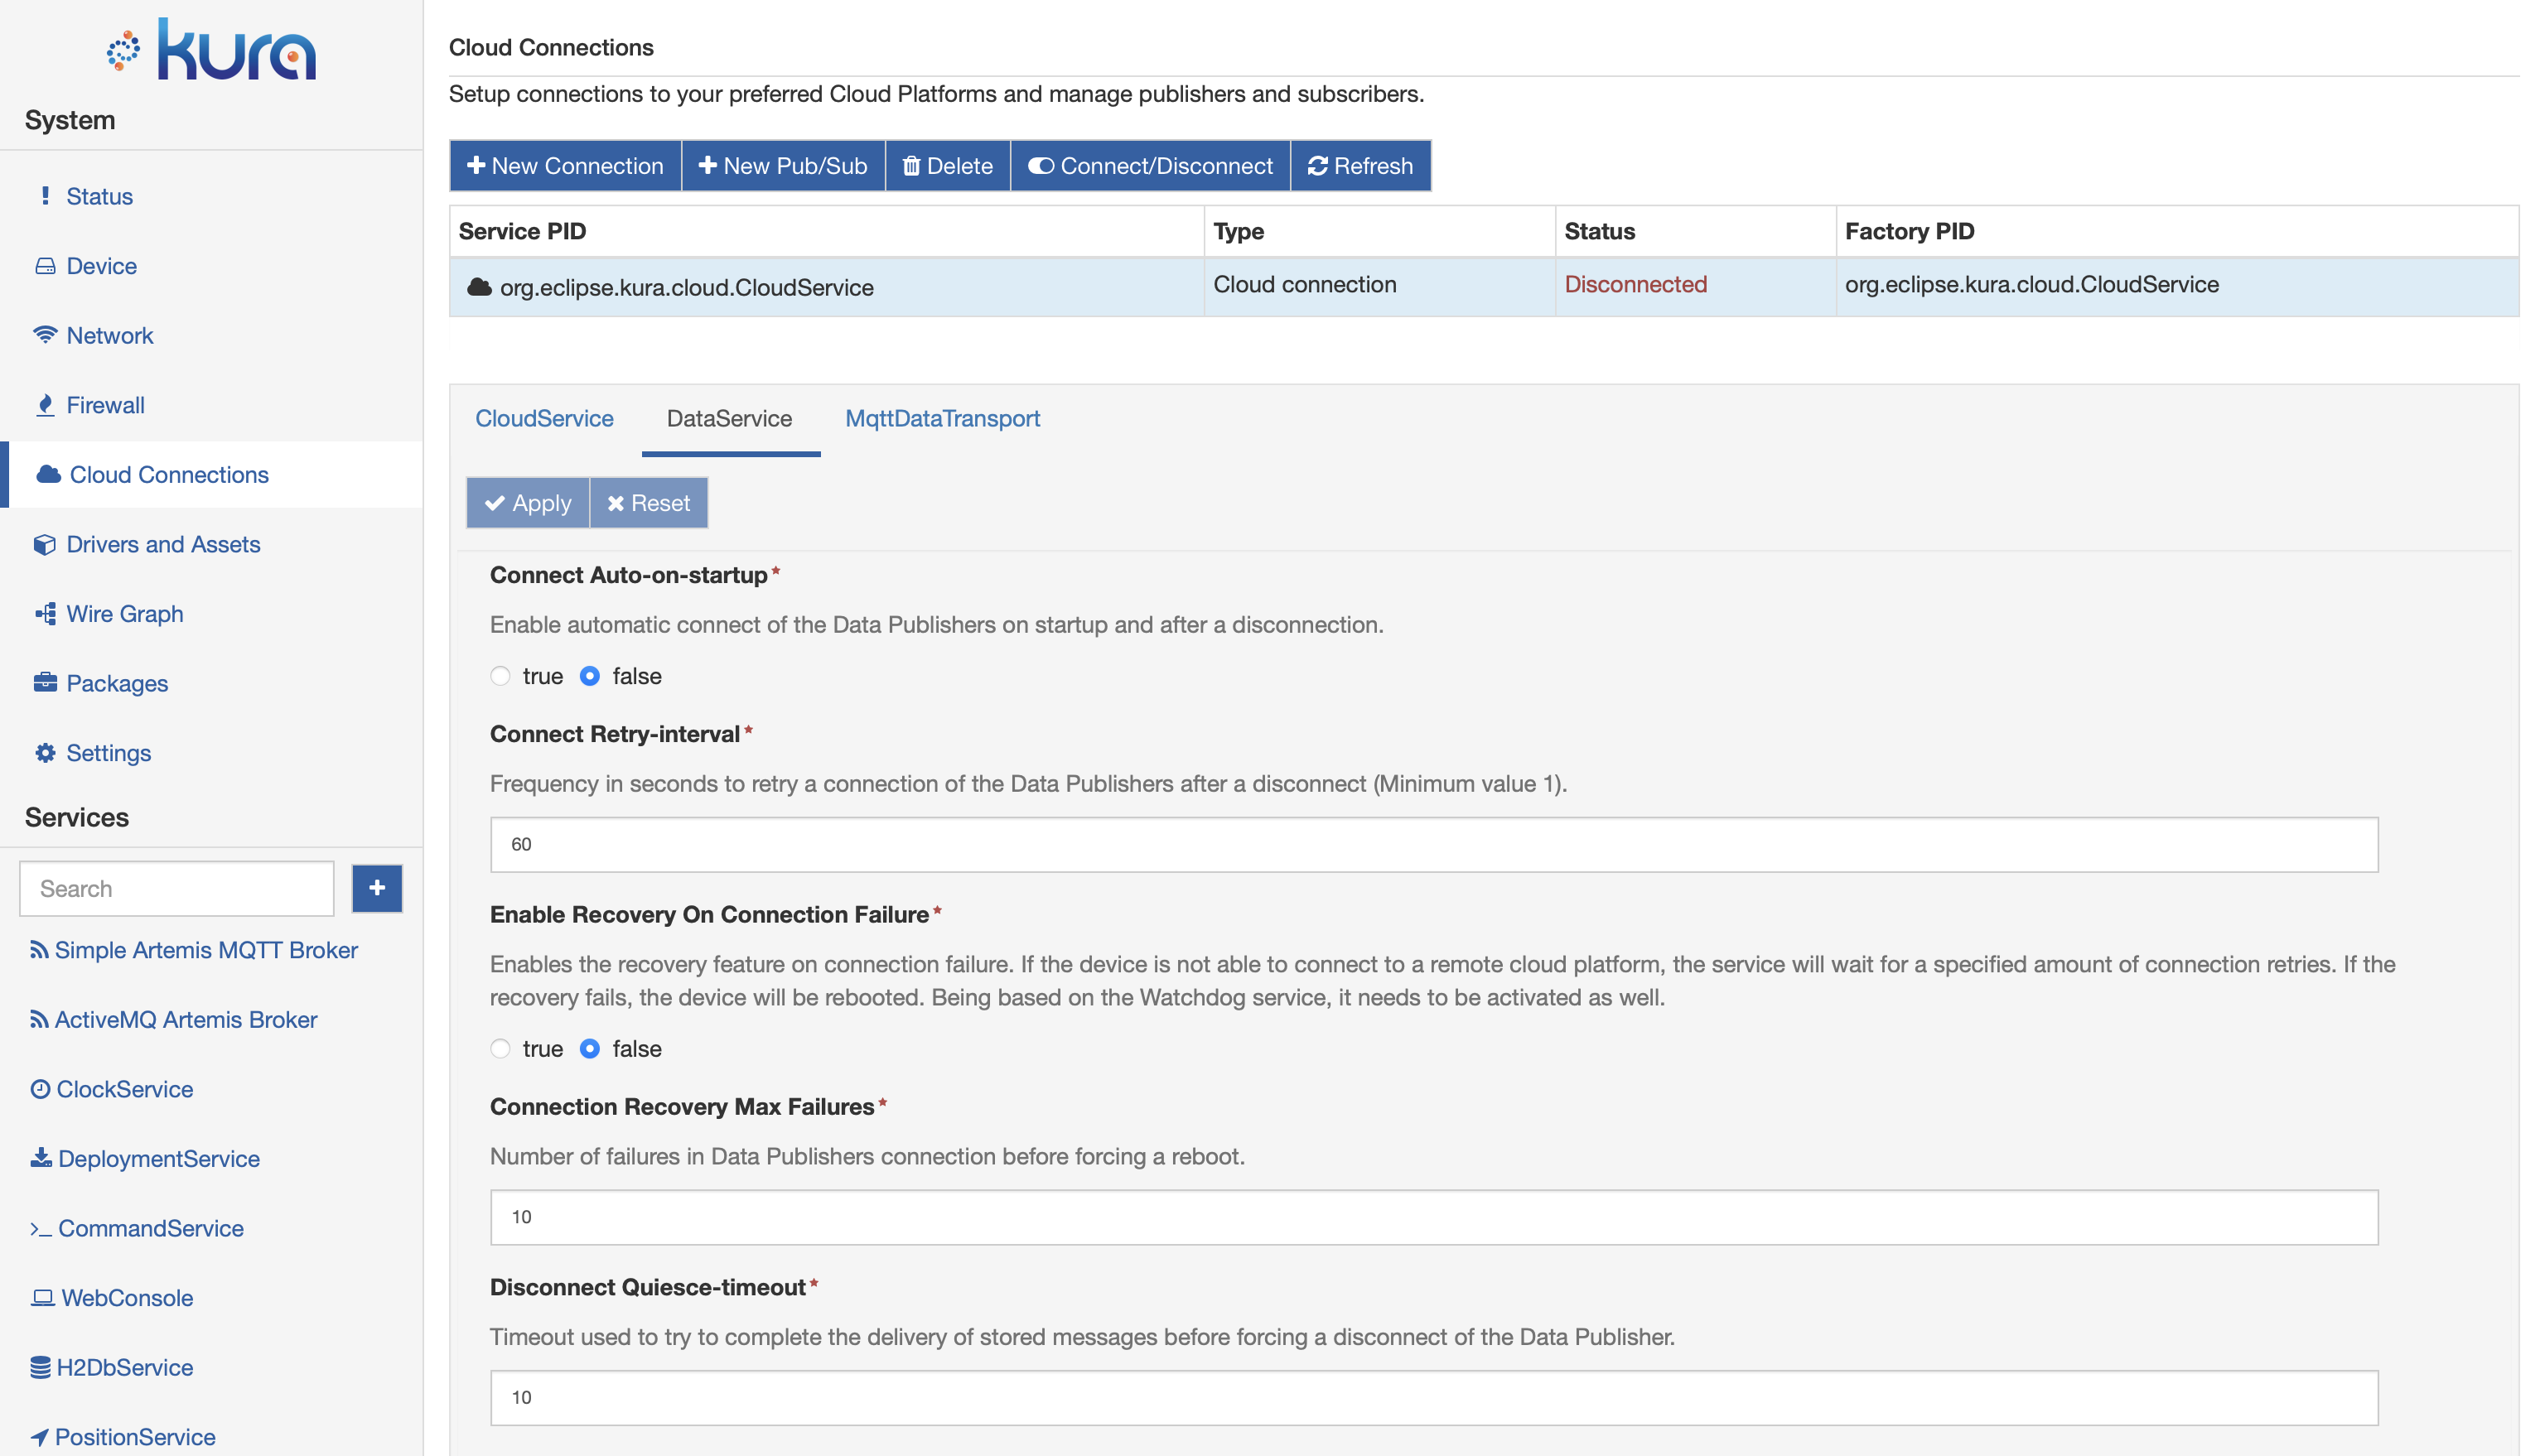 kura
System
Status
Device
Network
Firewall
Cloud Connections
Drivers and Assets
Wire Graph
Packages
Settings
Services
Search
Simple Artemis MQTT Broker
ActiveMQ Artemis Broker
ClockService
DeploymentService
CommandService
WebConsole
H2DbService
PositionService
Cloud Connections
Setup connections to your preferred Cloud Platforms and manage publishers and subscribers.
New Connection New Pub/Sub Delete Connect/Disconnect Refresh
Service PID Type Status Factory PID
org.eclipse.kura.cloud.CloudService Cloud connection Disconnected org.eclipse.kura.cloud.CloudService
CloudService DataService MqttDataTransport
Apply Reset
Connect Auto-on-startup*
Enable automatic connect of the Data Publishers on startup and after a disconnection.
true false
Connect Retry-interval*
Frequency in seconds to retry a connection of the Data Publishers after a disconnect (Minimum value 1).
60
Enable Recovery On Connection Failure*
Enables the recovery feature on connection failure. If the device is not able to connect to a remote cloud platform, the service will wait for a specified amount of connection retries. If the
recovery fails, the device will be rebooted. Being based on the Watchdog service, it needs to be activated as well.
true false
Connection Recovery Max Failures*
Number of failures in Data Publishers connection before forcing a reboot.
10
Disconnect Quiesce-timeout*
Timeout used to try to complete the delivery of stored messages before forcing a disconnect of the Data Publisher.
10